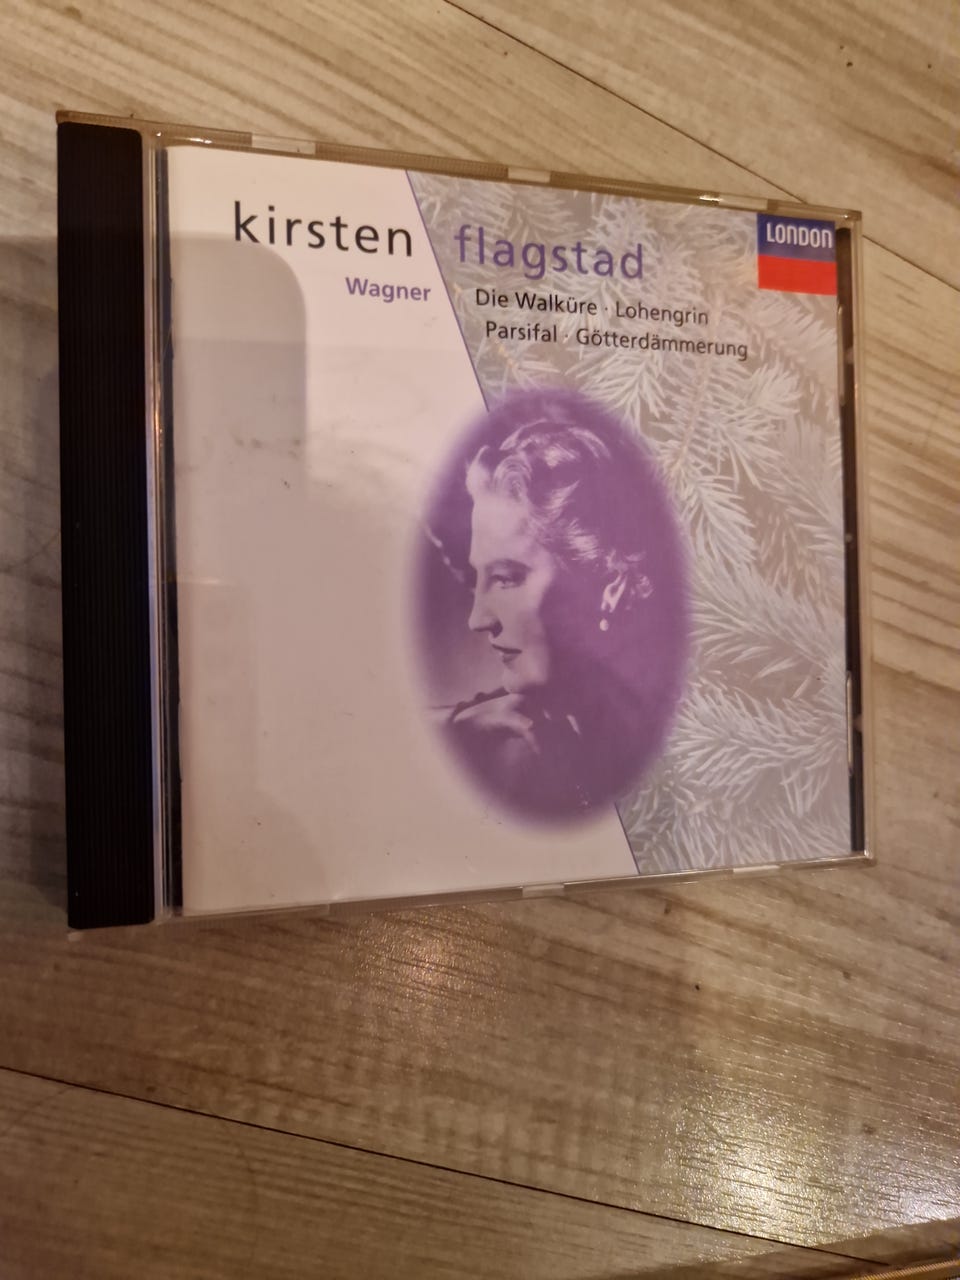 kirsten flagstad
Wagner
Die Walküre · Lohengrin
Parsifal · Götterdämmerung
LONDON